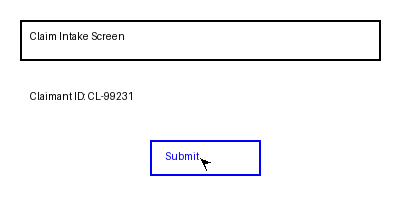 Claim Intake Screen
Claimant ID: CL-99231
Submit